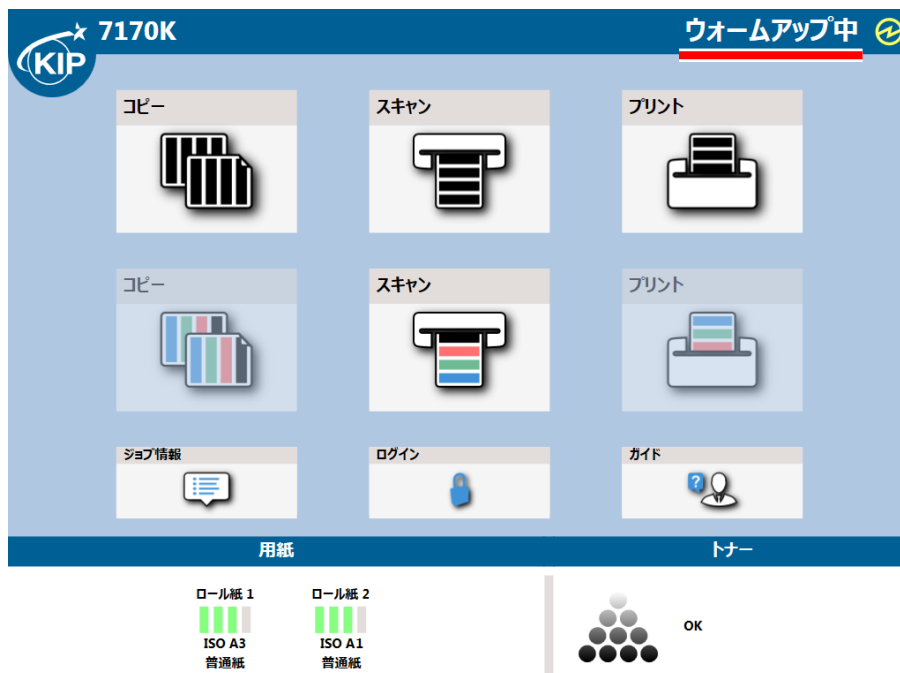 KIP 7170K ウォームアップ中
コピー スキャン プリント
コピー スキャン プリント
ジョブ情報 ログイン ガイド
?
用紙 トナー
ロール紙 1 ロール紙 2
OK
ISO A3 ISO A1
普通紙 普通紙